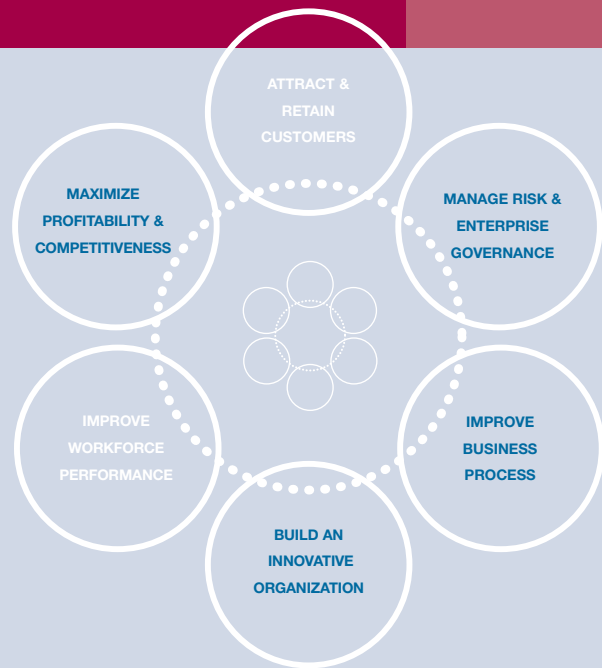 ATTRACT &
RETAIN
CUSTOMERS
MAXIMIZE
PROFITABILITY &
COMPETITIVENESS
MANAGE RISK &
ENTERPRISE
GOVERNANCE
IMPROVE
WORKFORCE
PERFORMANCE
IMPROVE
BUSINESS
PROCESS
BUILD AN
INNOVATIVE
ORGANIZATION